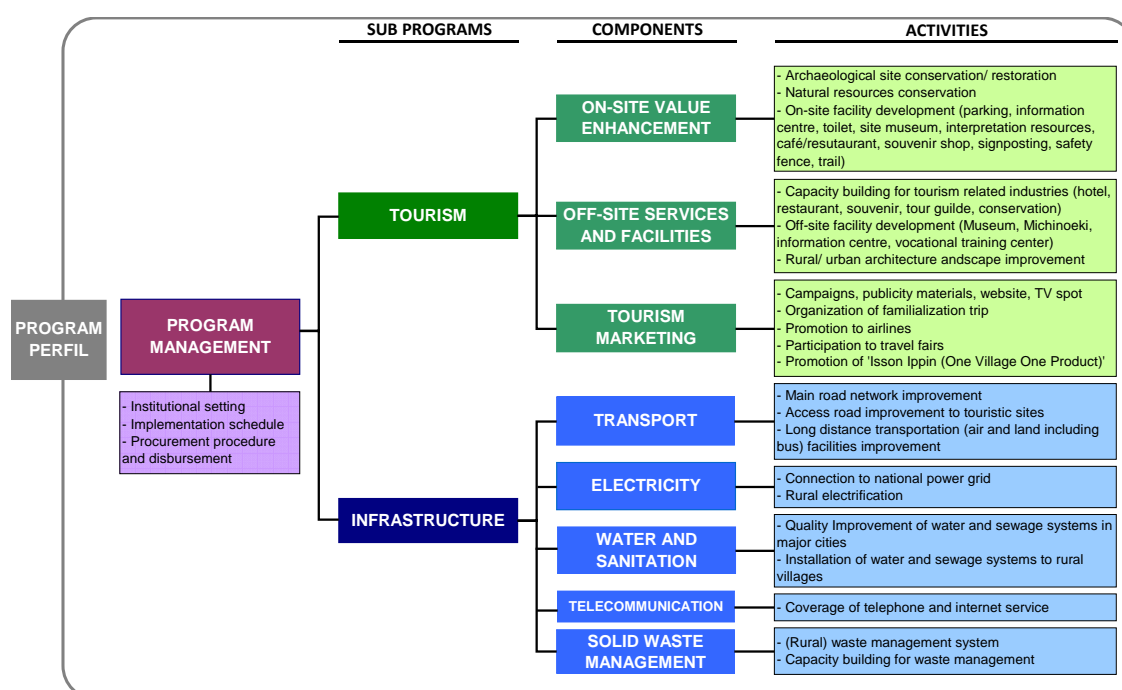 SUB PROGRAMS
COMPONENTS
ACTIVITIES
PROGRAM
PERFIL
PROGRAM
MANAGEMENT
- Institutional setting
- Implementation schedule
- Procurement procedure
and disbursement
TOURISM
ON-SITE VALUE
ENHANCEMENT
- Archaeological site conservation/ restoration
- Natural resources conservation
- On-site facility development (parking, information
centre, toilet, site museum, interpretation resources,
café/resutaurant, souvenir shop, signposting, safety
fence, trail)
OFF-SITE SERVICES
AND FACILITIES
- Capacity building for tourism related industries (hotel,
restaurant, souvenir, tour guilde, conservation)
- Off-site facility development (Museum, Michinoeki,
information centre, vocational training center)
- Rural/ urban architecture andscape improvement
TOURISM
MARKETING
- Campaigns, publicity materials, website, TV spot
- Organization of familialization trip
- Promotion to airlines
- Participation to travel fairs
- Promotion of 'Isson Ippin (One Village One Product)'
INFRASTRUCTURE
TRANSPORT
- Main road network improvement
- Access road improvement to touristic sites
- Long distance transportation (air and land including
bus) facilities improvement
ELECTRICITY
- Connection to national power grid
- Rural electrification
WATER AND
SANITATION
- Quality Improvement of water and sewage systems in
major cities
- Installation of water and sewage systems to rural
villages
TELECOMMUNICATION
- Coverage of telephone and internet service
SOLID WASTE
MANAGEMENT
- (Rural) waste management system
- Capacity building for waste management